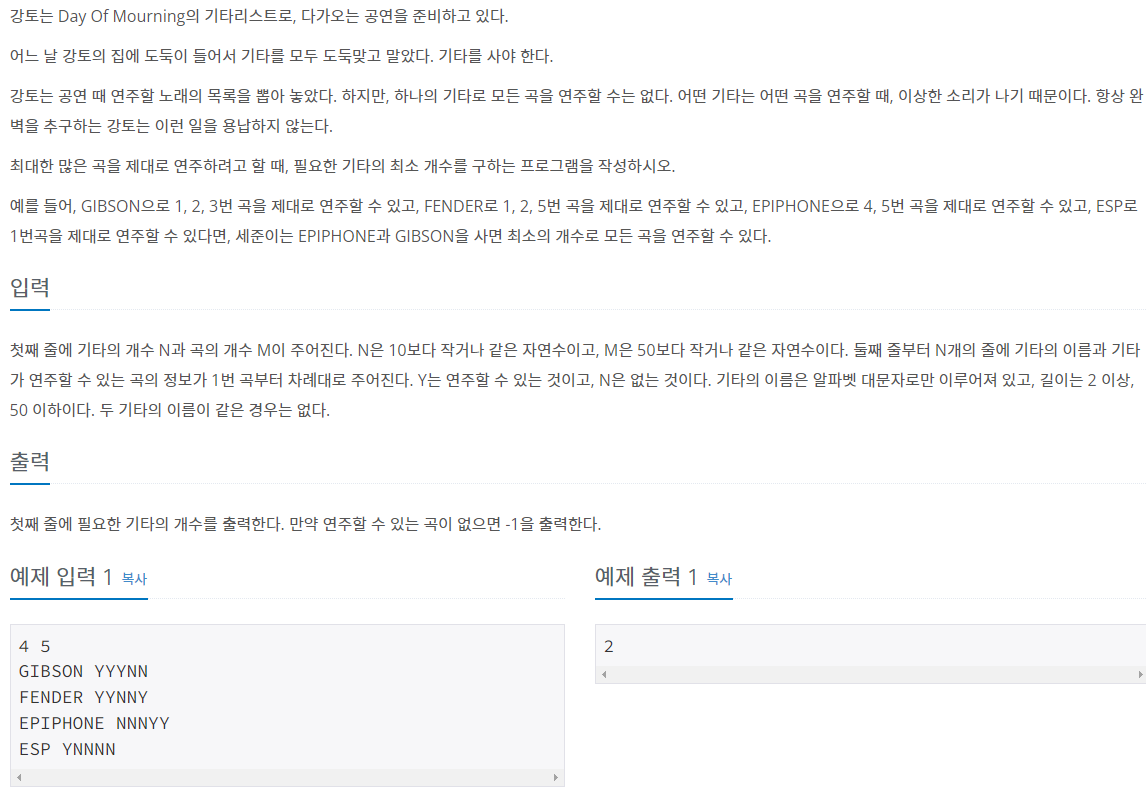 강토는 Day Of Mourning의 기타리스트로, 다가오는 공연을 준비하고 있다.
어느 날 강토의 집에 도둑이 들어서 기타를 모두 도둑맞고 말았다. 기타를 사야 한다.
강토는 공연 때 연주할 노래의 목록을 뽑아 놓았다. 하지만, 하나의 기타로 모든 곡을 연주할 수는 없다. 어떤 기타는 어떤 곡을 연주할 때, 이상한 소리가 나기 때문이다. 항상 완
벽을 추구하는 강토는 이런 일을 용납하지 않는다.
최대한 많은 곡을 제대로 연주하려고 할 때, 필요한 기타의 최소 개수를 구하는 프로그램을 작성하시오.
예를 들어, GIBSON으로 1, 2, 3번 곡을 제대로 연주할 수 있고, FENDER로 1, 2, 5번 곡을 제대로 연주할 수 있고, EPIPHONE으로 4, 5번 곡을 제대로 연주할 수 있고, ESP로
1번곡을 제대로 연주할 수 있다면, 세준이는 EPIPHONE과 GIBSON을 사면 최소의 개수로 모든 곡을 연주할 수 있다.
입력
첫째 줄에 기타의 개수 N과 곡의 개수 M이 주어진다. N은 10보다 작거나 같은 자연수이고, M은 50보다 작거나 같은 자연수이다. 둘째 줄부터 N개의 줄에 기타의 이름과 기타
가 연주할 수 있는 곡의 정보가 1번 곡부터 차례대로 주어진다. Y는 연주할 수 있는 것이고, N은 없는 것이다. 기타의 이름은 알파벳 대문자로만 이루어져 있고, 길이는 2 이상,
50 이하이다. 두 기타의 이름이 같은 경우는 없다.
출력
첫째 줄에 필요한 기타의 개수를 출력한다. 만약 연주할 수 있는 곡이 없으면 -1을 출력한다.
예제 입력 1 복사
4 5
GIBSON YYYNN
FENDER YYNNY
EPIPHONE NNNYY
ESP YNNNN
예제 출력 1 복사
2